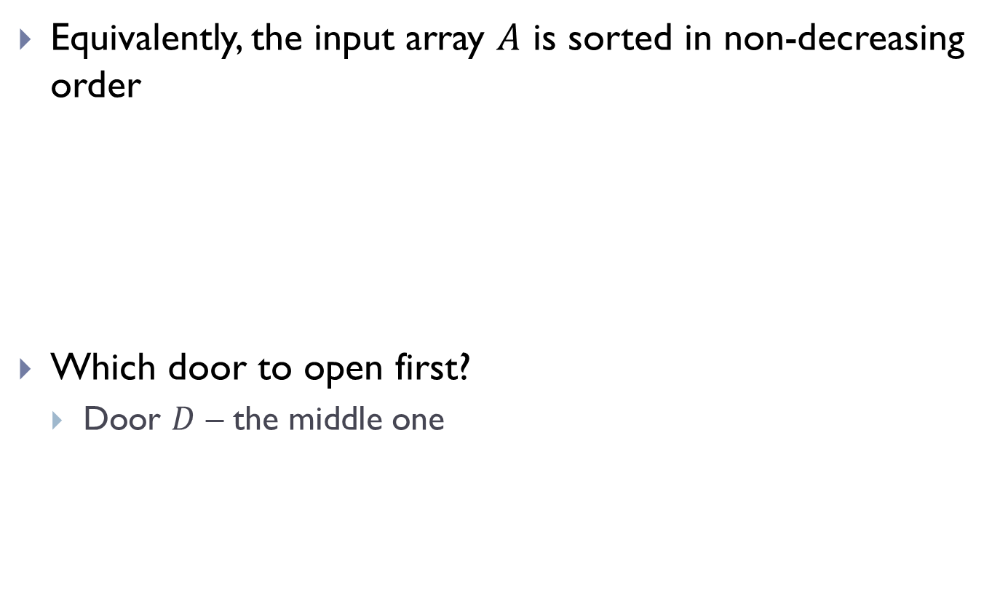 Equivalently, the input array A is sorted in non-decreasing
order
Which door to open first?
Door D – the middle one